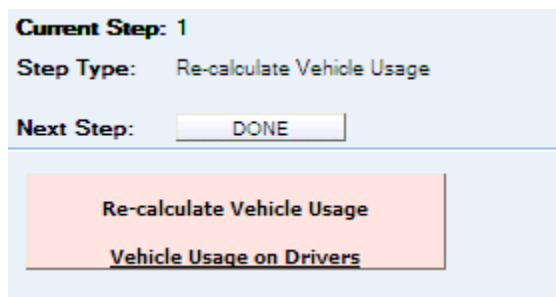 Current Step: 1
Step Type: Re-calculate Vehicle Usage
Next Step: DONE
Re-calculate Vehicle Usage
Vehicle Usage on Drivers